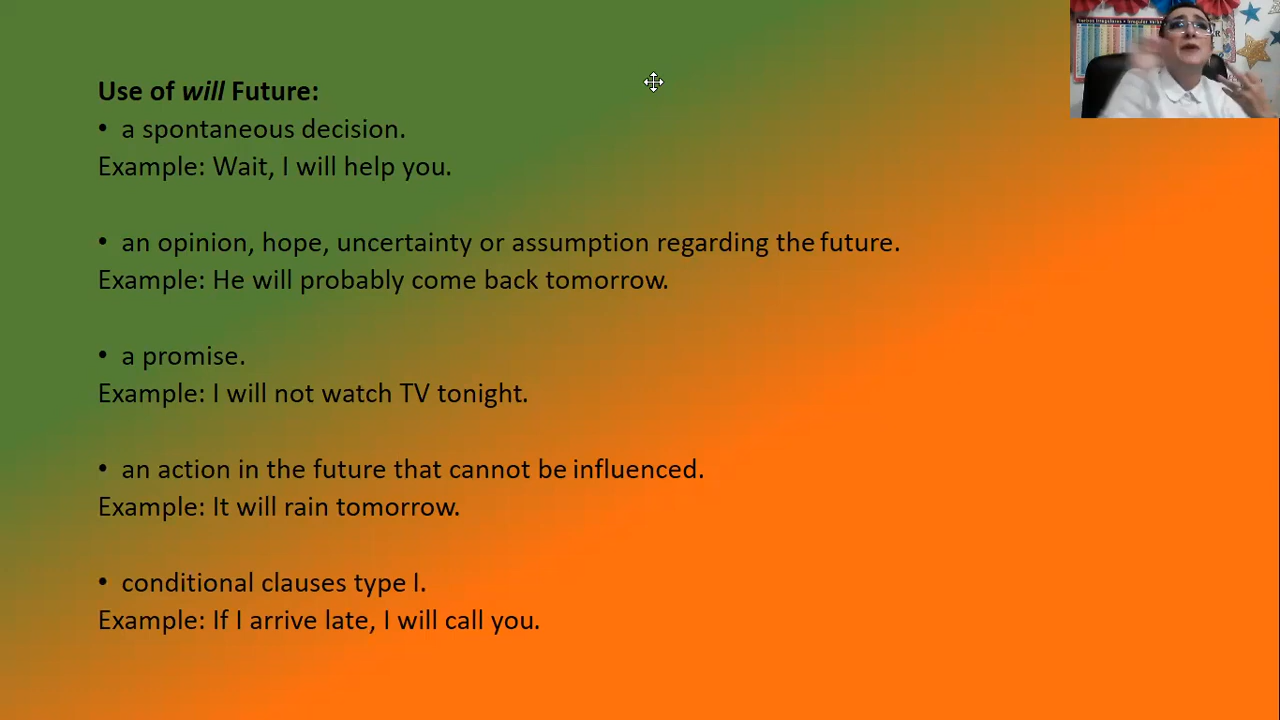 Use of will Future:
• a spontaneous decision.
Example: Wait, I will help you.
• an opinion, hope, uncertainty or assumption regarding the future.
Example: He will probably come back tomorrow.
• a promise.
Example: I will not watch TV tonight.
• an action in the future that cannot be influenced.
Example: It will rain tomorrow.
• conditional clauses type I.
Example: If I arrive late, I will call you.